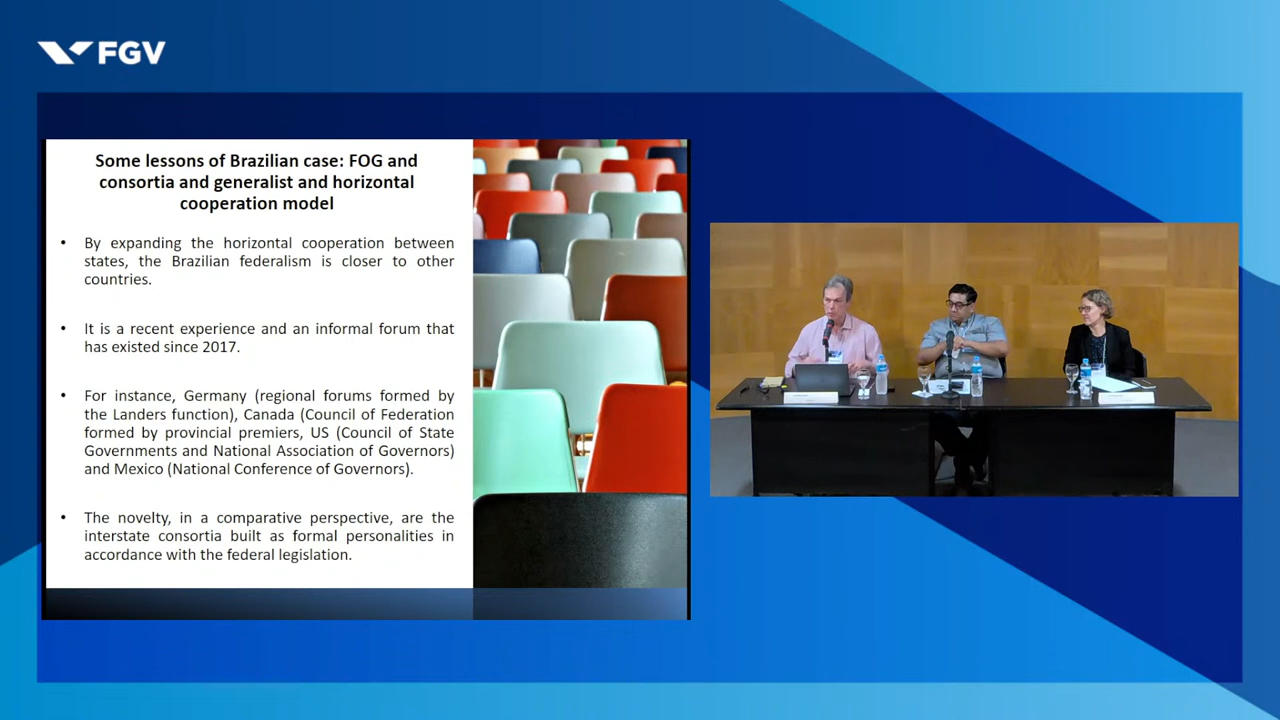 FGV
Some lessons of Brazilian case: FOG and
consortia and generalist and horizontal
cooperation model
• By expanding the horizontal cooperation between
states, the Brazilian federalism is closer to other
countries.
• It is a recent experience and an informal forum that
has existed since 2017.
• For instance, Germany (regional forums formed by
the Landers function), Canada (Council of Federation
formed by provincial premiers, US (Council of State
Governments and National Association of Governors)
and Mexico (National Conference of Governors).
• The novelty, in a comparative perspective, are the
interstate consortia built as formal personalities in
accordance with the federal legislation.